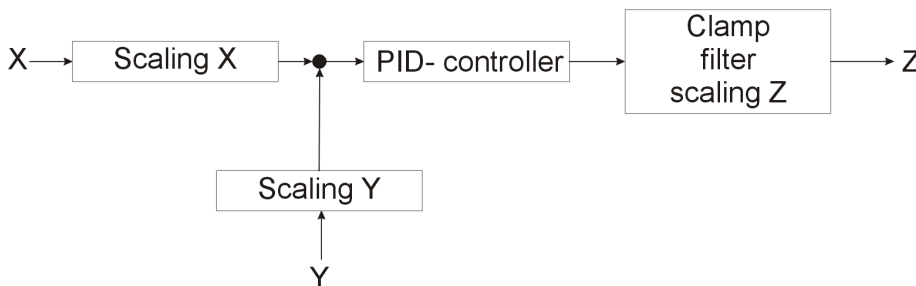 X
Scaling X
PID- controller
Clamp
filter
scaling Z
Z
Scaling Y
Y